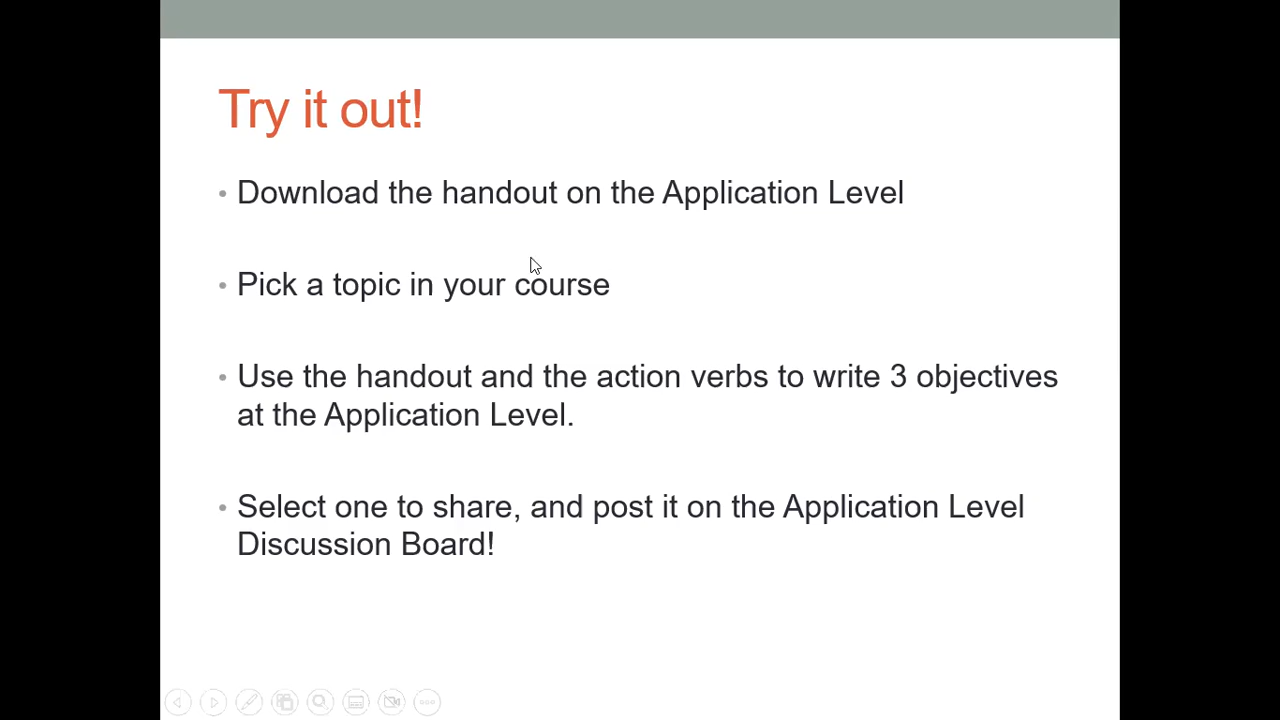 Try it out!
• Download the handout on the Application Level
• Pick a topic in your course
• Use the handout and the action verbs to write 3 objectives
at the Application Level.
• Select one to share, and post it on the Application Level
Discussion Board!